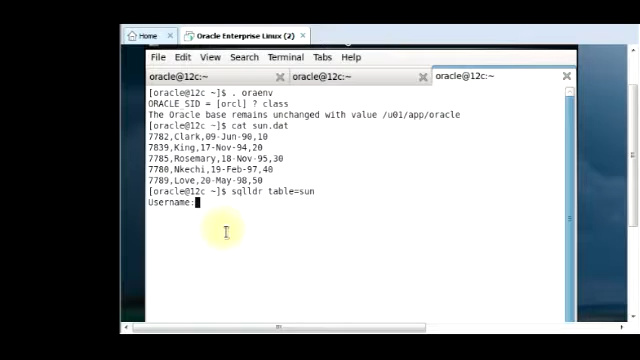 Home
Oracle Enterprise Linux (2)
File Edit View Search Terminal Tabs Help
oracle@12c:~ oracle@12c:~ oracle@12c:~
[oracle@12c ~]$ . oraenv
ORACLE_SID = [orcl] ? class
The Oracle base remains unchanged with value /u01/app/oracle
[oracle@12c ~]$ cat sun.dat
7782,Clark,09-Jun-90,10
7839,King,17-Nov-94,20
7785,Rosemary,18-Nov-95,30
7780,Nkechi,19-Feb-97,40
7789,Love,20-May-98,50
[oracle@12c ~]$ sqlldr table=sun
Username: